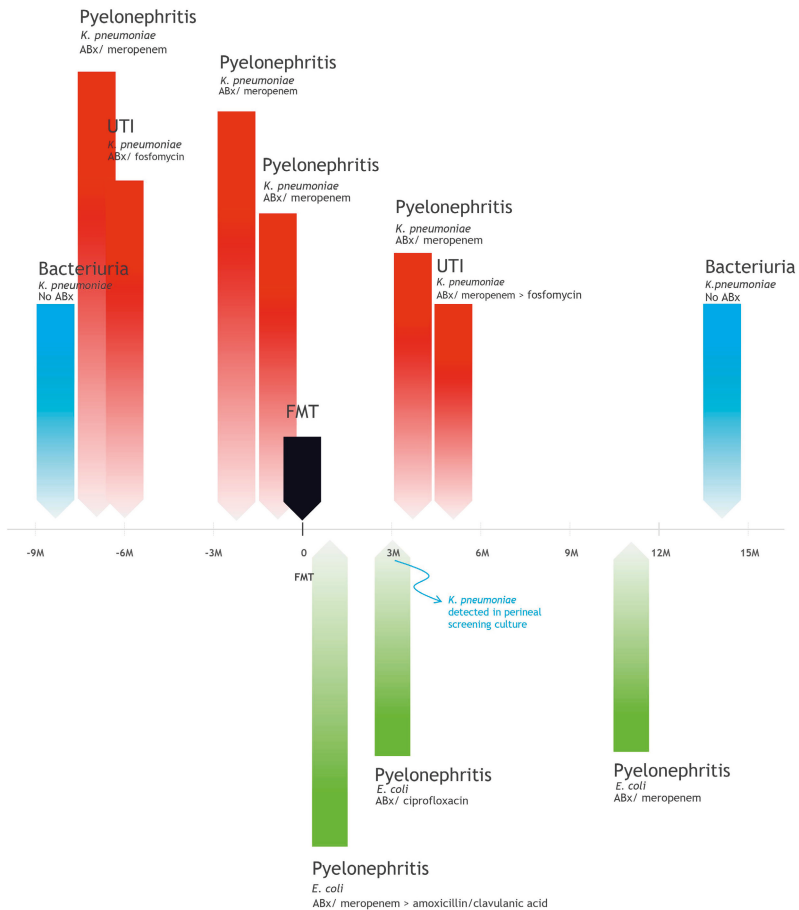 Pyelonephritis
K. pneumoniae
ABx/ meropenem
UTI
K. pneumoniae
ABx/ fosfomycin
Bacteriuria
K. pneumoniae
No ABx
Pyelonephritis
K. pneumoniae
ABx/ meropenem
Pyelonephritis
K. pneumoniae
ABx/ meropenem
FMT
Pyelonephritis
K. pneumoniae
ABx/ meropenem
UTI
K. pneumoniae
ABx/ meropenem > fosfomycin
Bacteriuria
K.pneumoniae
No ABx
-9M -6M -3M 0 3M 6M 9M 12M 15M
FMT
K. pneumoniae
detected in perineal
screening culture
Pyelonephritis
E. coli
ABx/ ciprofloxacin
Pyelonephritis
E. coli
ABx/ meropenem
Pyelonephritis
E. coli
ABx/ meropenem > amoxicillin/clavulanic acid